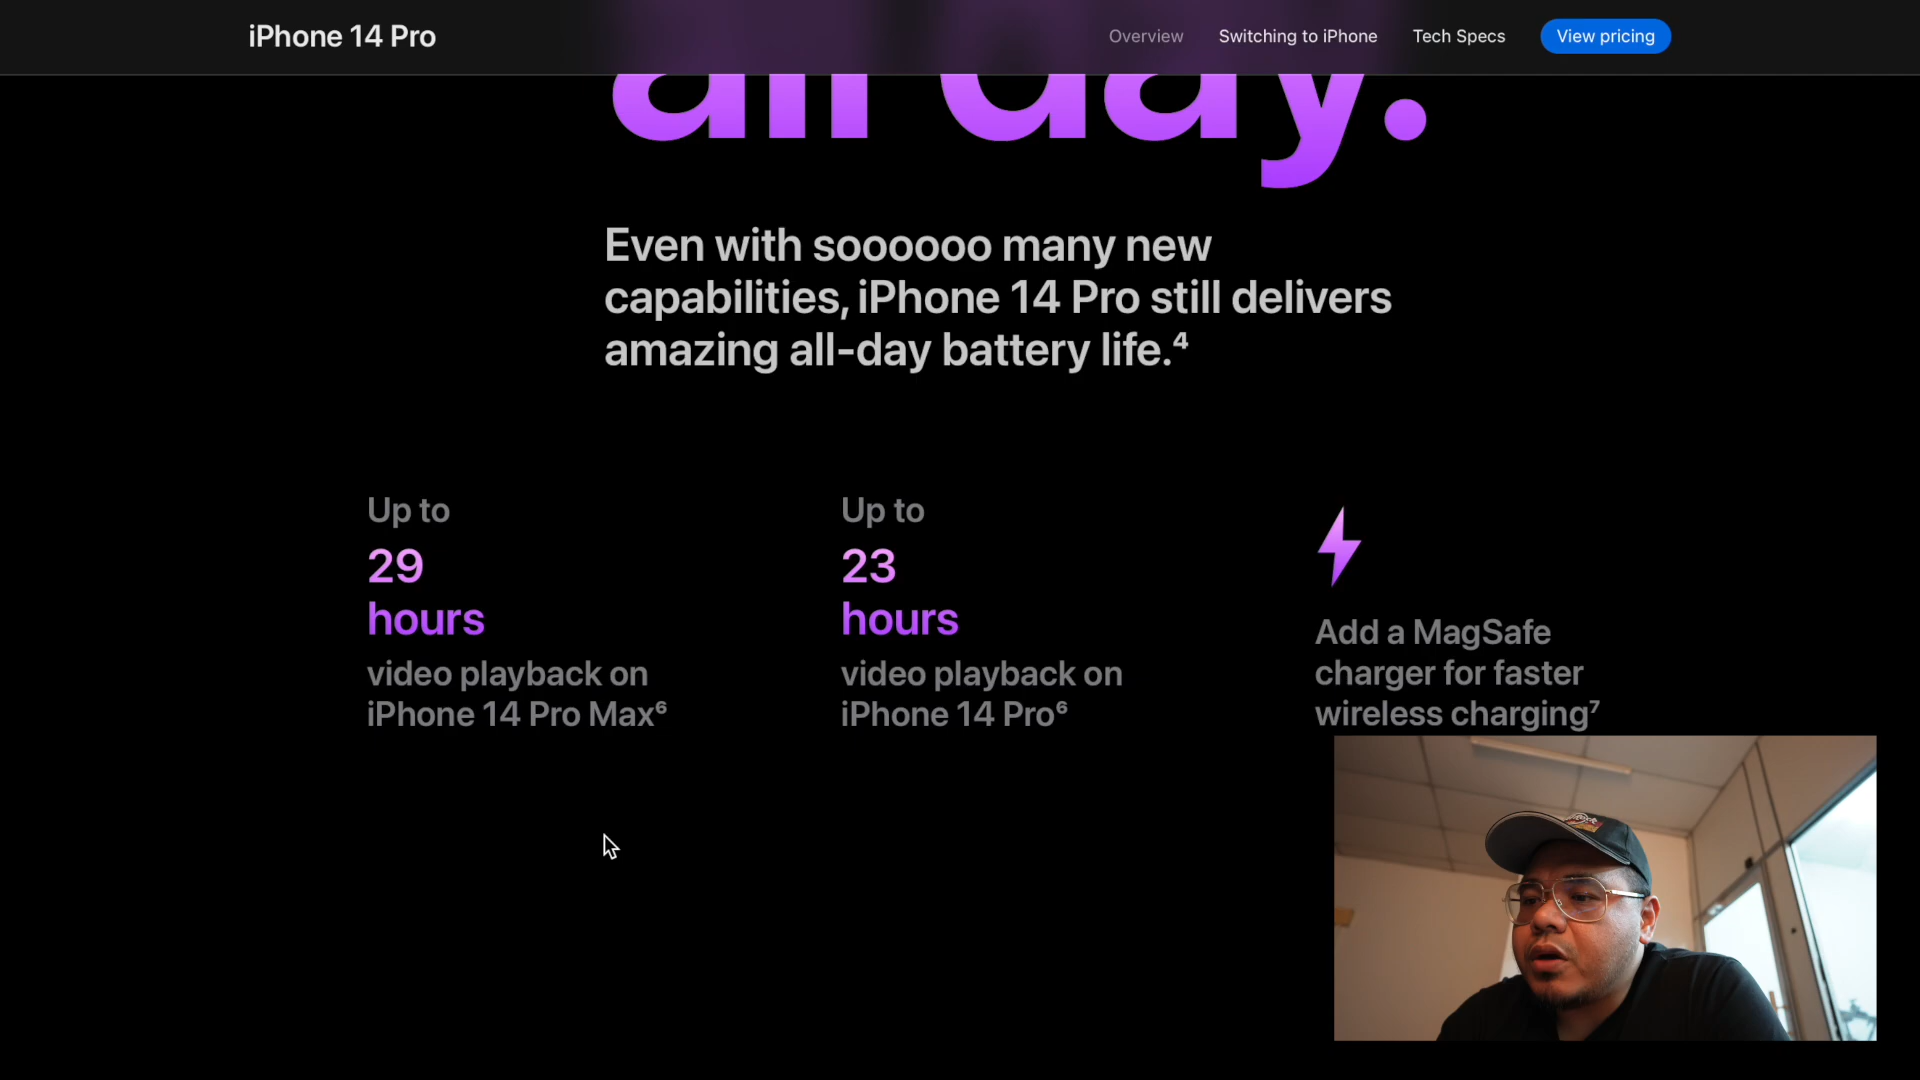 iPhone 14 Pro
Overview
Switching to iPhone
Tech Specs
View pricing
all day.
Even with soooooo many new
capabilities, iPhone 14 Pro still delivers
amazing all-day battery life.⁴
Up to
29
hours
video playback on
iPhone 14 Pro Max⁶
Up to
23
hours
video playback on
iPhone 14 Pro⁶
Add a MagSafe
charger for faster
wireless charging⁷